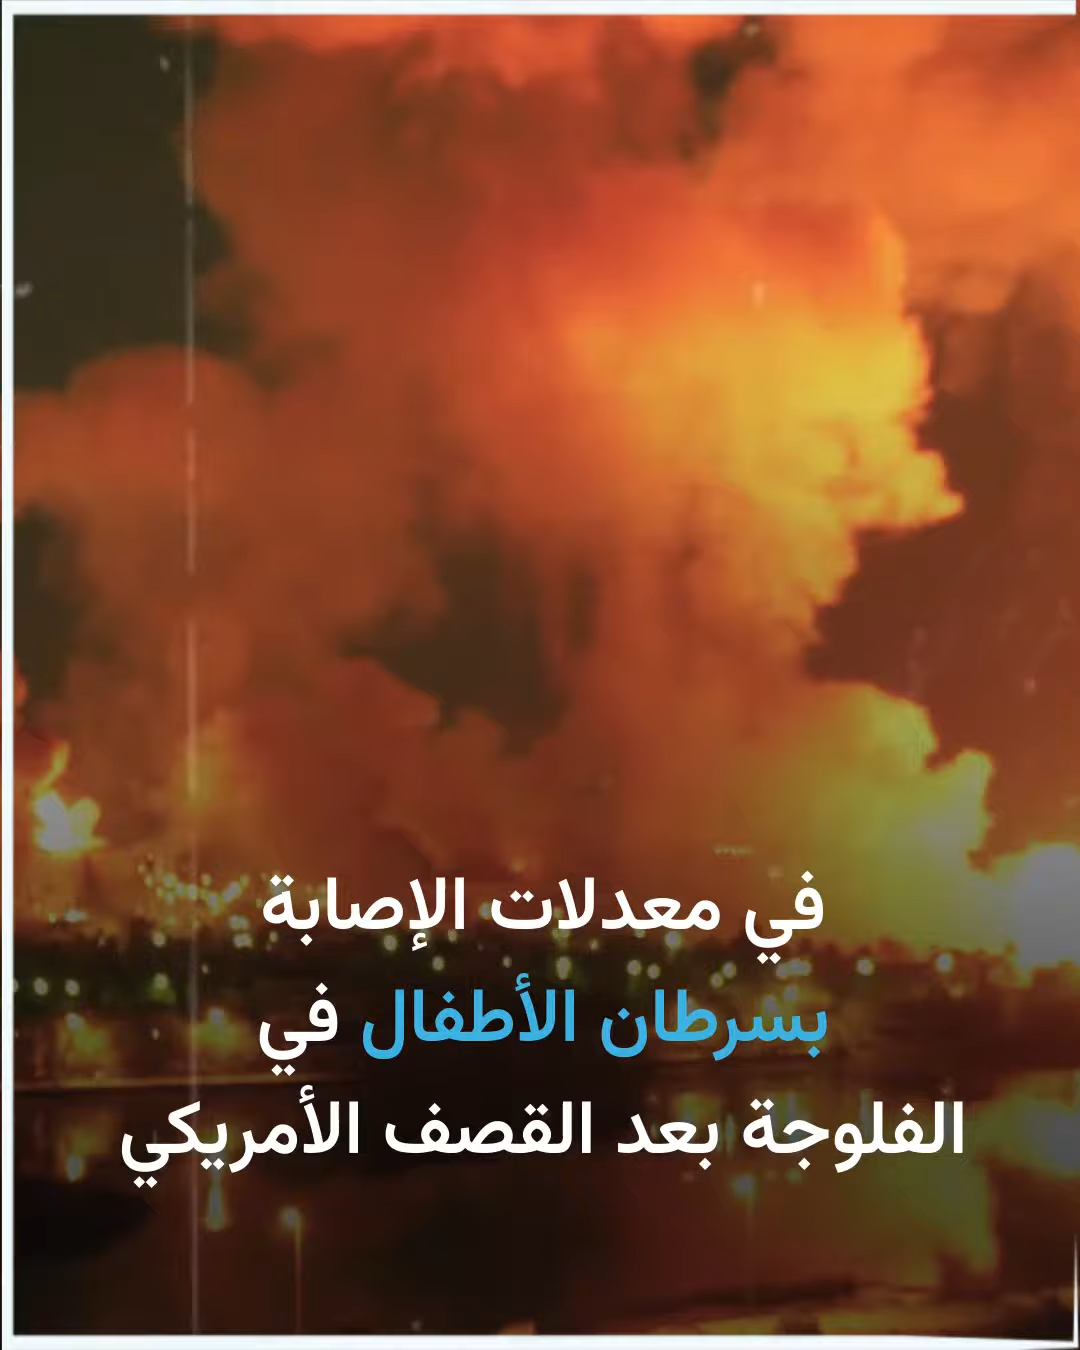 في معدلات الإصابة
بسرطان الأطفال في
الفلوجة بعد القصف الأمريكي